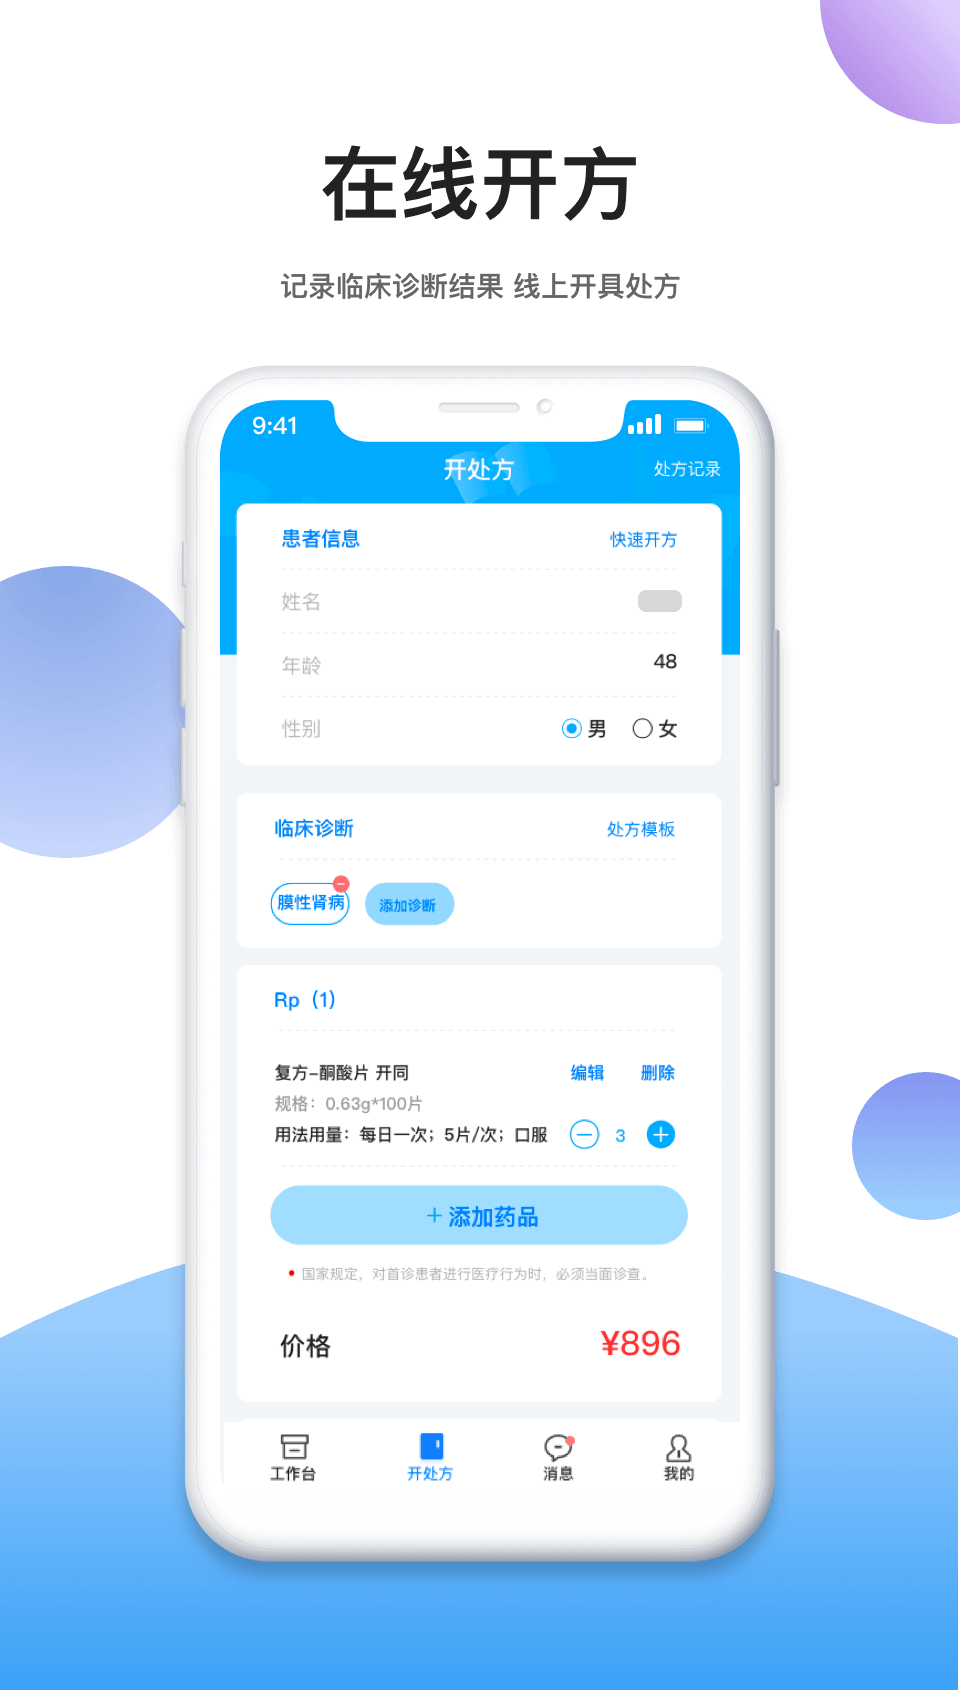 在线开方
记录临床诊断结果 线上开具处方
9:41
开处方
处方记录
患者信息
快速开方
姓名
年龄
48
性别
男
女
临床诊断
处方模板
膜性肾病
添加诊断
Rp（1）
复方-酮酸片 开同
编辑
删除
规格：0.63g*100片
用法用量：每日一次；5片/次；口服
3
+ 添加药品
国家规定，对首诊患者进行医疗行为时，必须当面诊查。
价格
¥896
工作台
开处方
消息
我的